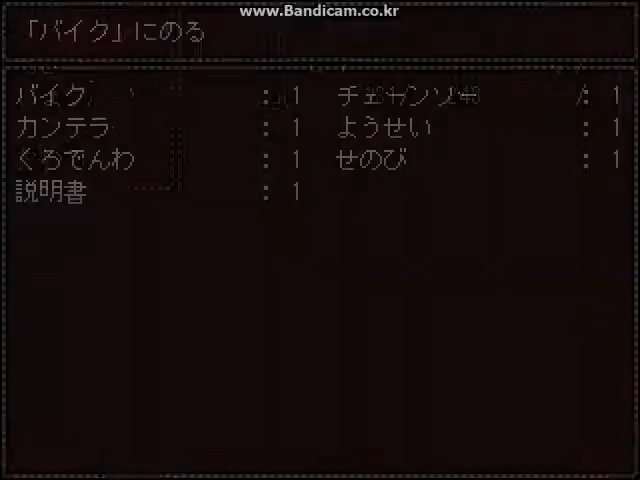 www.Bandicam.co.kr
「バイク」にのる
バイク : 1 チェーンソー : 1
カンテラ : 1 ようせい : 1
くろでんわ : 1 せのび : 1
説明書 : 1